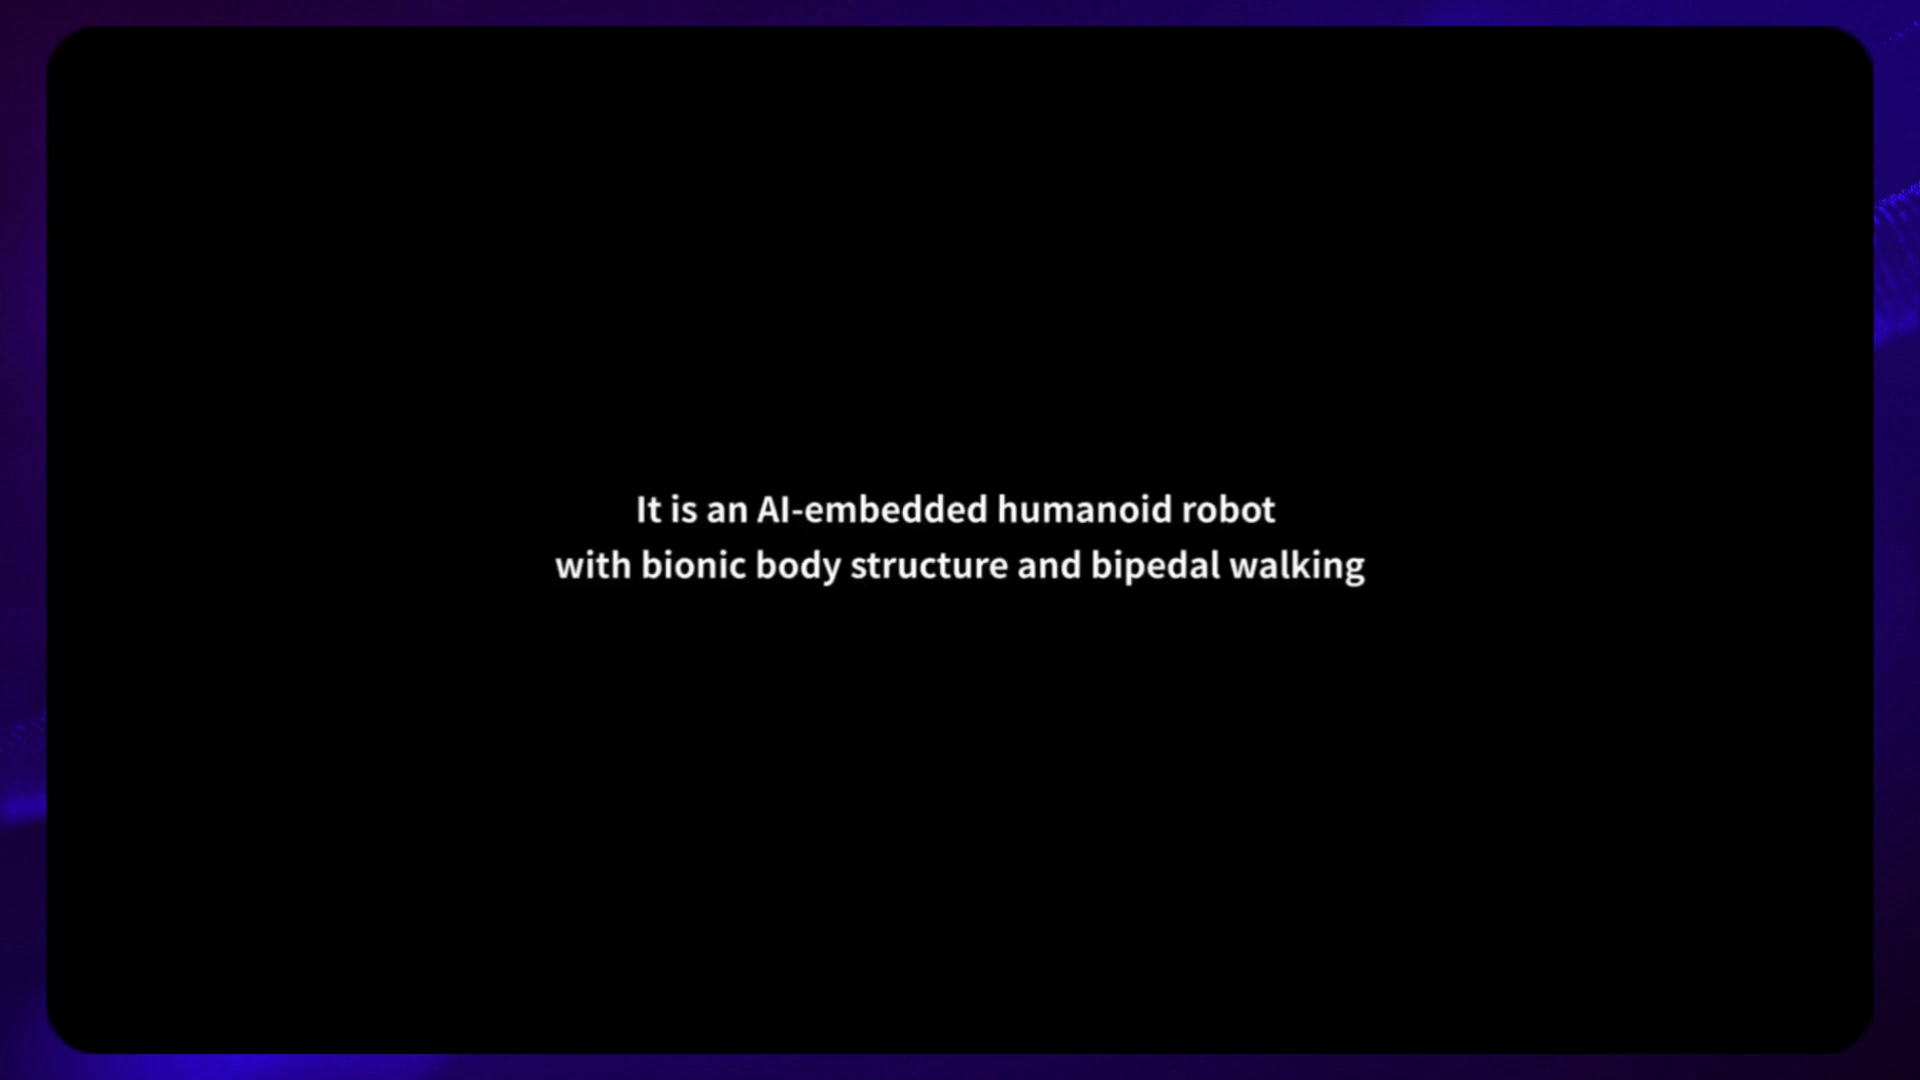 It is an AI-embedded humanoid robot
with bionic body structure and bipedal walking